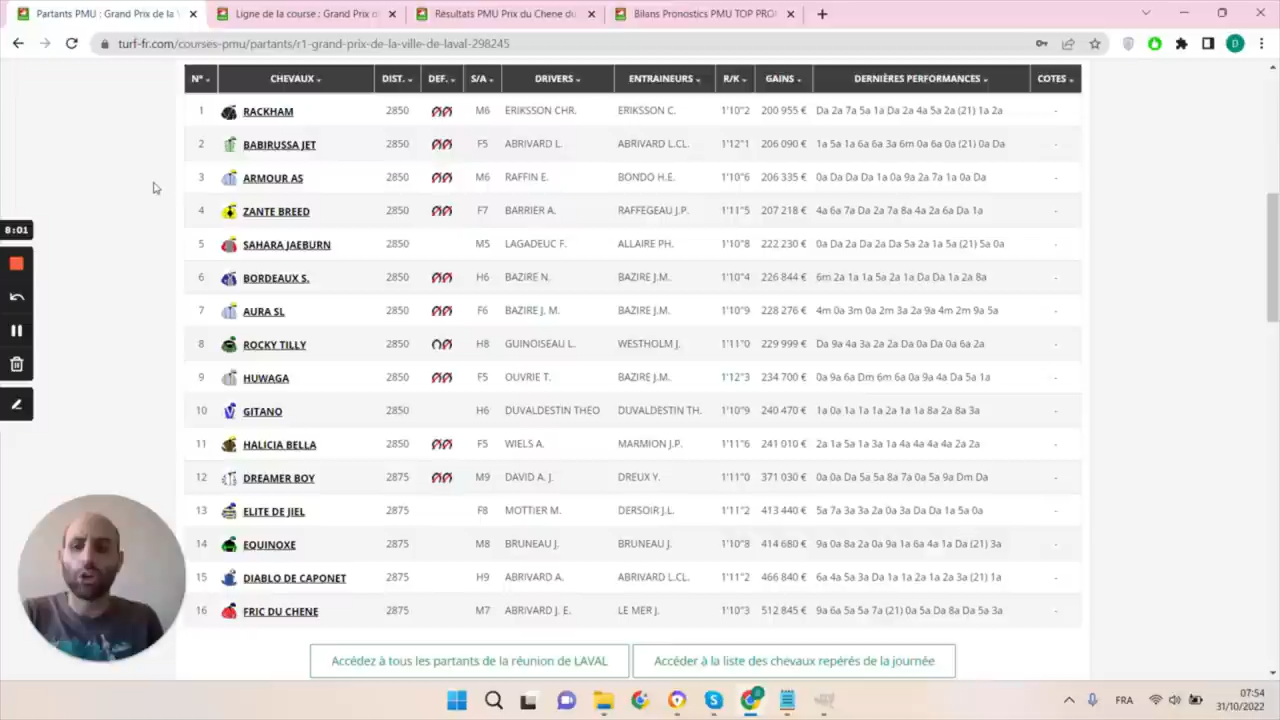 Partants PMU : Grand Prix de la V
Ligne de la course : Grand Prix d
Résultats PMU Prix du Chene du
Bilans Pronostics PMU TOP PRO
turf-fr.com/courses-pmu/partants/r1-grand-prix-de-la-ville-de-laval-298245
D
N° CHEVAUX DIST. DEF. S/A DRIVERS ENTRAINEURS R/K GAINS DERNIÈRES PERFORMANCES COTES
1 RACKHAM 2850 M6 ERIKSSON CHR. ERIKSSON C. 1'10"2 200 955 € Da 2a 7a 5a 1a Da 2a 4a 5a 2a (21) 1a 2a -
2 BABIRUSSA JET 2850 F5 ABRIVARD L. ABRIVARD L.CL. 1'12"1 206 090 € 1a 5a 1a 6a 6a 3a 6m 0a 6a 0a (21) 0a Da -
3 ARMOUR AS 2850 M6 RAFFIN E. BONDO H.E. 1'10"6 206 335 € 0a Da Da Da 1a 0a 9a 2a 7a 1a 0a Da -
4 ZANTE BREED 2850 F7 BARRIER A. RAFFEGEAU J.P. 1'11"5 207 218 € 4a 6a 7a Da 2a 7a 8a 4a 2a 6a Da 1a -
5 SAHARA JAEBURN 2850 M5 LAGADEUC F. ALLAIRE PH. 1'10"8 222 230 € 0a Da 2a Da 2a Da 5a 2a 1a 5a (21) 5a 0a -
6 BORDEAUX S. 2850 H6 BAZIRE N. BAZIRE J.M. 1'10"4 226 844 € 6m 2a 1a 1a 5a 2a 1a Da Da 1a 2a 8a -
7 AURA SL 2850 F6 BAZIRE J. M. BAZIRE J.M. 1'10"9 228 276 € 4m 0a 3m 0a 2m 3a 2a 9a 4m 2m 9a 5a -
8 ROCKY TILLY 2850 H8 GUINOISEAU L. WESTHOLM J. 1'11"0 229 999 € Da 9a 4a 3a 2a 2a Da 0a Da 0a 6a 2a -
9 HUWAGA 2850 F5 OUVRIE T. BAZIRE J.M. 1'12"3 234 700 € 0a 9a 6a Dm 6m 6a 0a 9a 4a Da 5a 1a -
10 GITANO 2850 H6 DUVALDESTIN THEO DUVALDESTIN TH. 1'10"9 240 470 € 1a 0a 1a 1a 1a 2a 1a 1a 8a 2a 8a 3a -
11 HALICIA BELLA 2850 F5 WIELS A. MARMION J.P. 1'11"6 241 010 € 2a 1a 5a 1a 3a 1a 4a 4a 4a 4a 2a 2a -
12 DREAMER BOY 2875 M9 DAVID A. J. DREUX Y. 1'11"0 371 030 € 0a 0a Da 5a 5a 8a 7a 0a 5a 9a Dm Da -
13 ELITE DE JIEL 2875 F8 MOTTIER M. DERSOIR J.L. 1'11"2 413 440 € 5a 7a 3a 3a 2a 0a 3a Da Da 1a 5a 0a -
14 EQUINOXE 2875 M8 BRUNEAU J. BRUNEAU J. 1'10"8 414 680 € 9a 0a 8a 2a 0a 9a 1a 6a 4a 1a Da (21) 3a -
15 DIABLO DE CAPONET 2875 H9 ABRIVARD A. ABRIVARD L.CL. 1'11"2 466 840 € 6a 4a 5a 3a Da 1a 1a 2a 1a 2a 3a (21) 1a -
16 FRIC DU CHENE 2875 M7 ABRIVARD J. E. LE MER J. 1'10"3 512 845 € 9a 6a 5a 5a 7a (21) 0a 5a Da 8a Da 5a 3a -
8:01
Accédez à tous les partants de la réunion de LAVAL
Accéder à la liste des chevaux repérés de la journée
FRA
07:54
31/10/2022